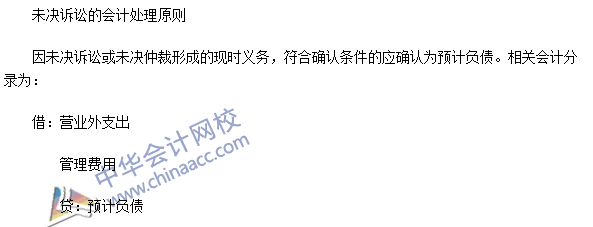 未决诉讼的会计处理原则
因未决诉讼或未决仲裁形成的现时义务，符合确认条件的应确认为预计负债。相关会计分
录为：
借：营业外支出
管理费用
贷：预计负债
中华会计网校
www.chinaacc.com